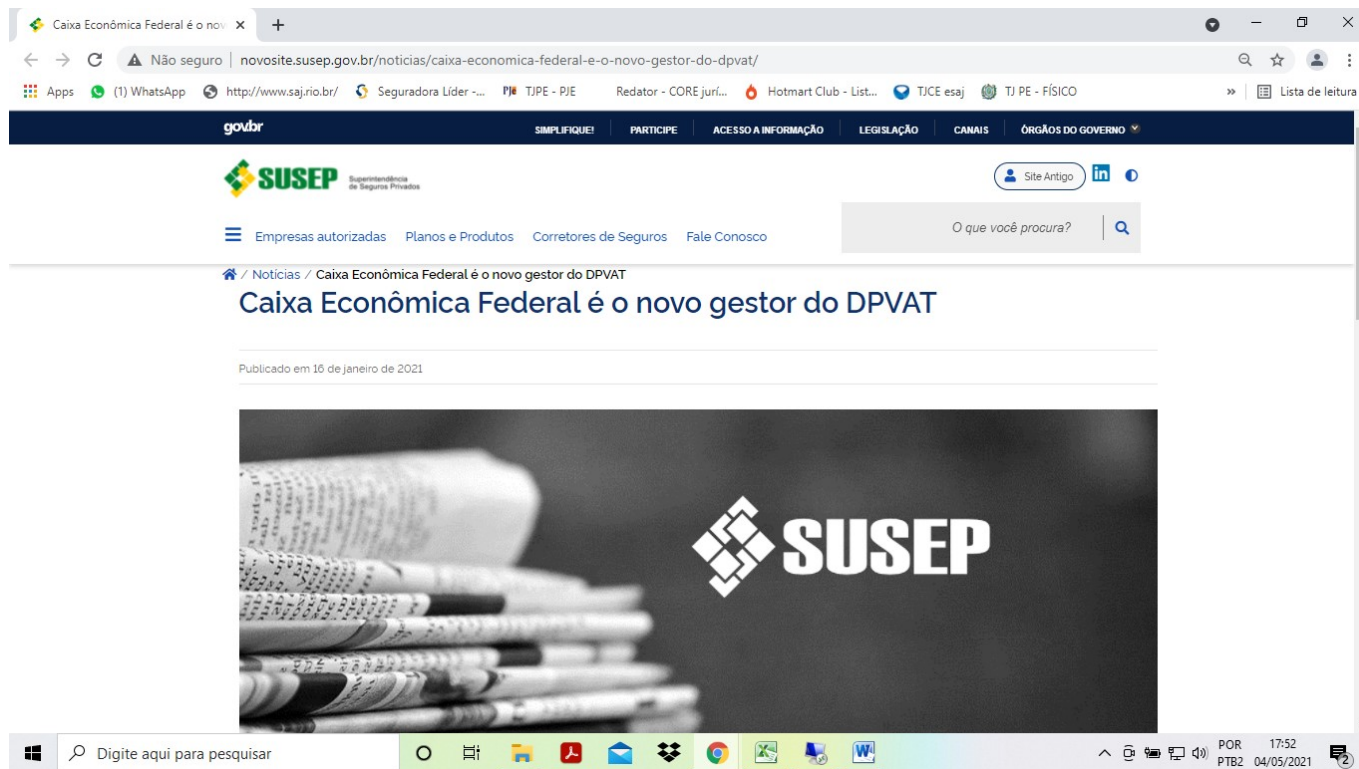 Caixa Econômica Federal é o nov
Não seguro | novosite.susep.gov.br/noticias/caixa-economica-federal-e-o-novo-gestor-do-dpvat/
Apps (1) WhatsApp http://www.saj.rio.br/ Seguradora Líder -... PJe TJPE - PJE Redator - CORE jurí... Hotmart Club - List... TJCE esaj TJ PE - FÍSICO » Lista de leitura
govbr SIMPLIFIQUE! PARTICIPE ACESSO A INFORMAÇÃO LEGISLAÇÃO CANAIS ÓRGÃOS DO GOVERNO
SUSEP Superintendência
de Seguros Privados
Site Antigo in
Empresas autorizadas Planos e Produtos Corretores de Seguros Fale Conosco O que você procura?
/ Notícias / Caixa Econômica Federal é o novo gestor do DPVAT
Caixa Econômica Federal é o novo gestor do DPVAT
Publicado em 16 de janeiro de 2021
SUSEP
Digite aqui para pesquisar
POR 17:52
PTB2 04/05/2021 2